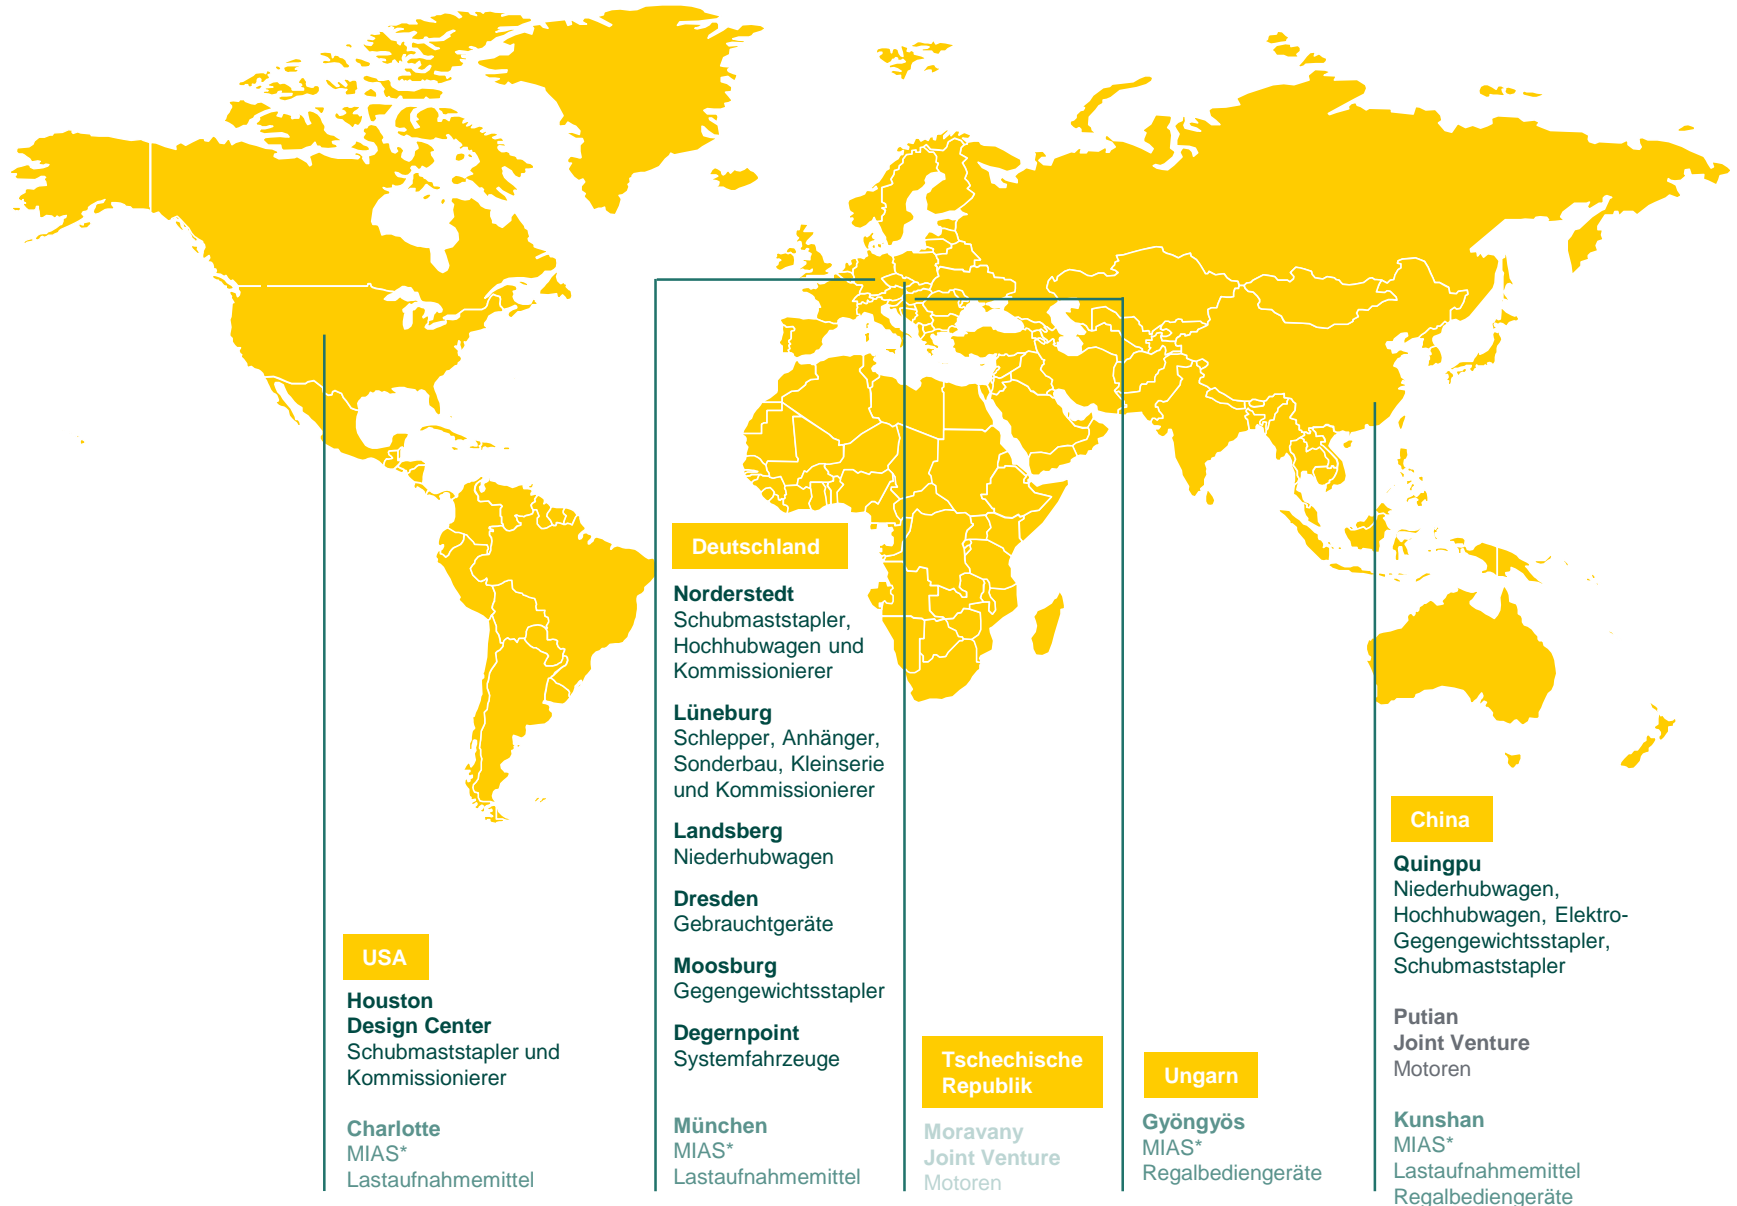 Deutschland
Norderstedt
Schubmaststapler,
Hochhubwagen und
Kommissionierer
Lüneburg
Schlepper, Anhänger,
Sonderbau, Kleinserie
und Kommissionierer
Landsberg
Niederhubwagen
Dresden
Gebrauchtgeräte
Moosburg
Gegengewichtsstapler
Degernpoint
Systemfahrzeuge
München
MIAS*
Lastaufnahmemittel
USA
Houston
Design Center
Schubmaststapler und
Kommissionierer
Charlotte
MIAS*
Lastaufnahmemittel
Tschechische
Republik
Moravany
Joint Venture
Motoren
Ungarn
Gyöngyös
MIAS*
Regalbediengeräte
China
Quingpu
Niederhubwagen,
Hochhubwagen, Elektro-
Gegengewichtsstapler,
Schubmaststapler
Putian
Joint Venture
Motoren
Kunshan
MIAS*
Lastaufnahmemittel
Regalbediengeräte